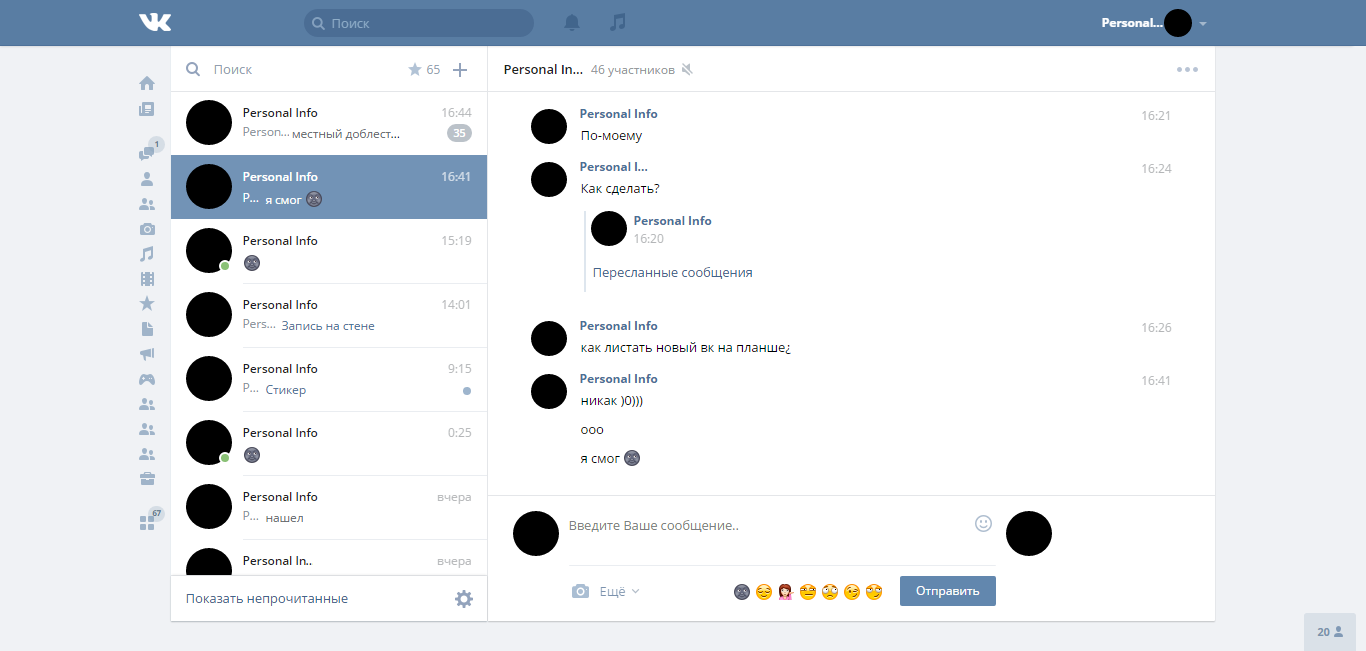 VK
Поиск
Personal...
Поиск
65
Personal In...
46 участников
1
67
Personal Info
16:44
Person... местный доблест...
35
Personal Info
16:41
P... я смог
Personal Info
15:19
Personal Info
14:01
Pers... Запись на стене
Personal Info
9:15
P... Стикер
Personal Info
0:25
Personal Info
вчера
P... нашел
Personal In..
вчера
Показать непрочитанные
Personal Info
16:21
По-моему
Personal I...
16:24
Как сделать?
Personal Info
16:20
Пересланные сообщения
Personal Info
16:26
как листать новый вк на планше¿
Personal Info
16:41
никак )0)))
ооо
я смог
Введите Ваше сообщение..
Ещё
Отправить
20